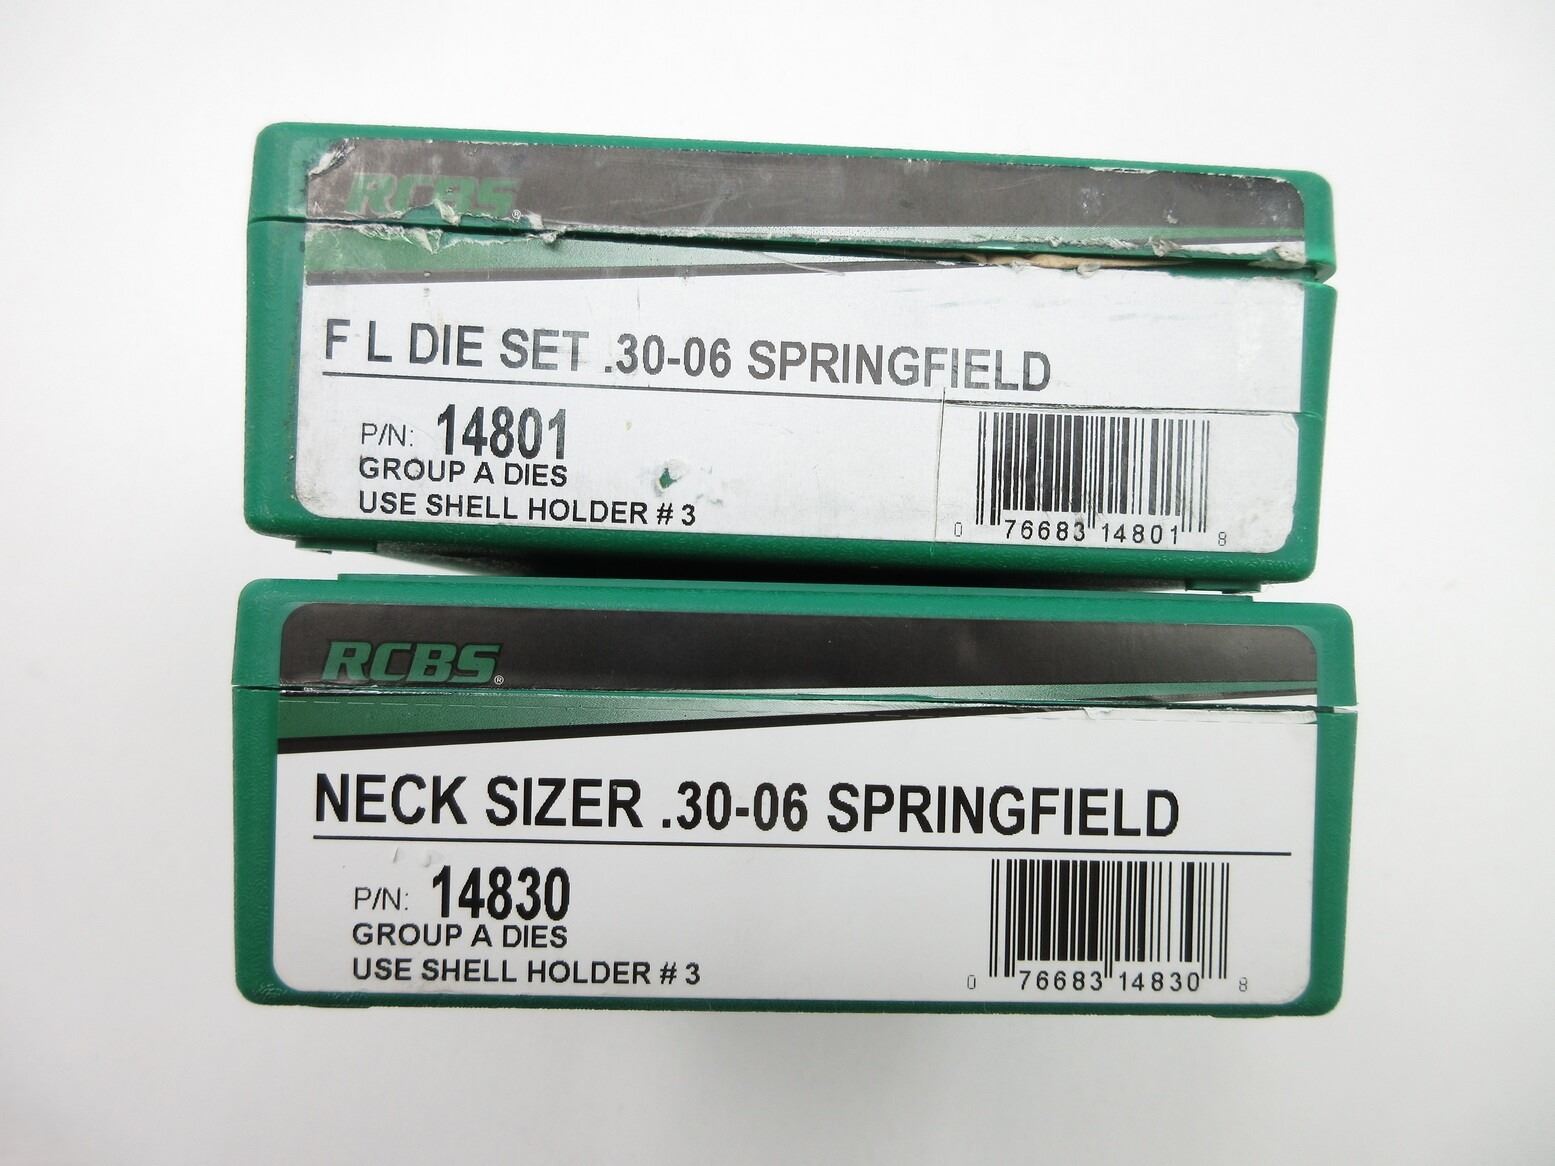 RCBS®
F L DIE SET .30-06 SPRINGFIELD
P/N: 14801
GROUP A DIES
USE SHELL HOLDER # 3
0 76683 14801 8
RCBS®
NECK SIZER .30-06 SPRINGFIELD
P/N: 14830
GROUP A DIES
USE SHELL HOLDER # 3
0 76683 14830 8